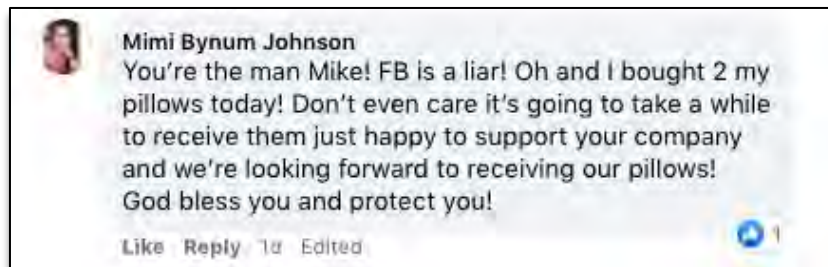 Mimi Bynum Johnson
You're the man Mike! FB is a liar! Oh and I bought 2 my
pillows today! Don't even care it's going to take a while
to receive them just happy to support your company
and we're looking forward to receiving our pillows!
God bless you and protect you!
1
Like Reply 1d Edited